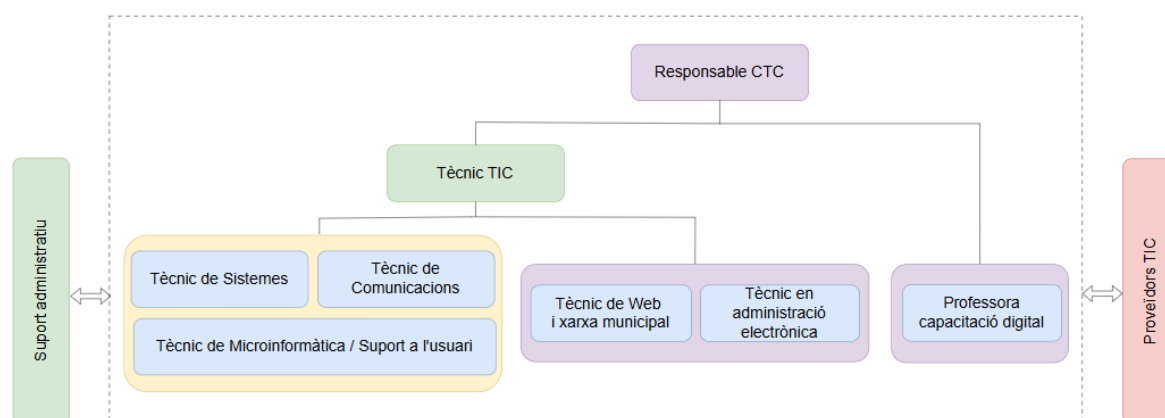 Responsable CTC
Tècnic TIC
Suport administratiu
Tècnic de Sistemes
Tècnic de
Comunicacions
Tècnic de Microinformàtica / Suport a l'usuari
Tècnic de Web
i xarxa municipal
Tècnic en
administració
electrònica
Professora
capacitació digital
Proveïdors TIC